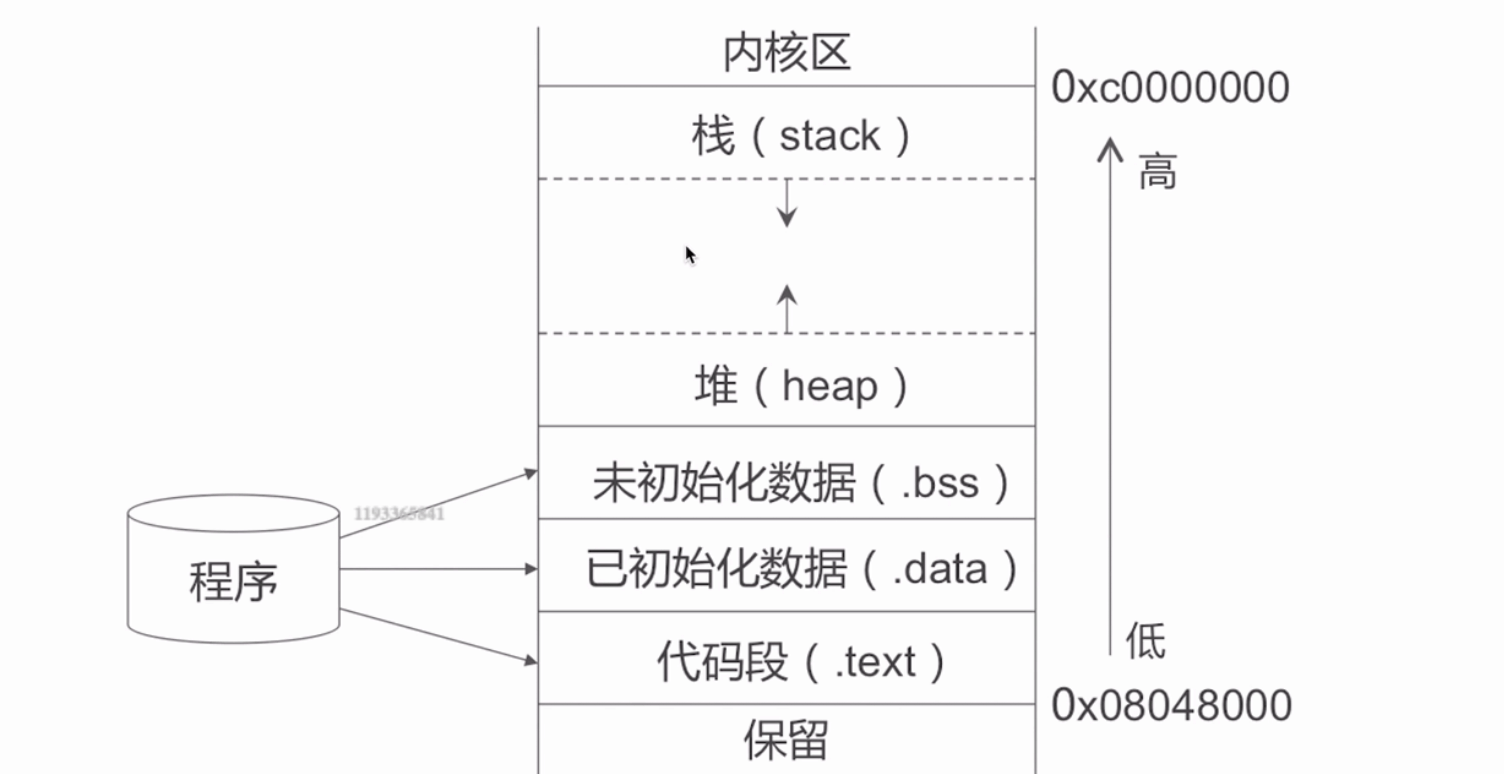 内核区
0xc0000000
栈（stack）
高
堆（heap）
未初始化数据（.bss）
1193365841
程序
已初始化数据（.data）
代码段（.text）
低
0x08048000
保留